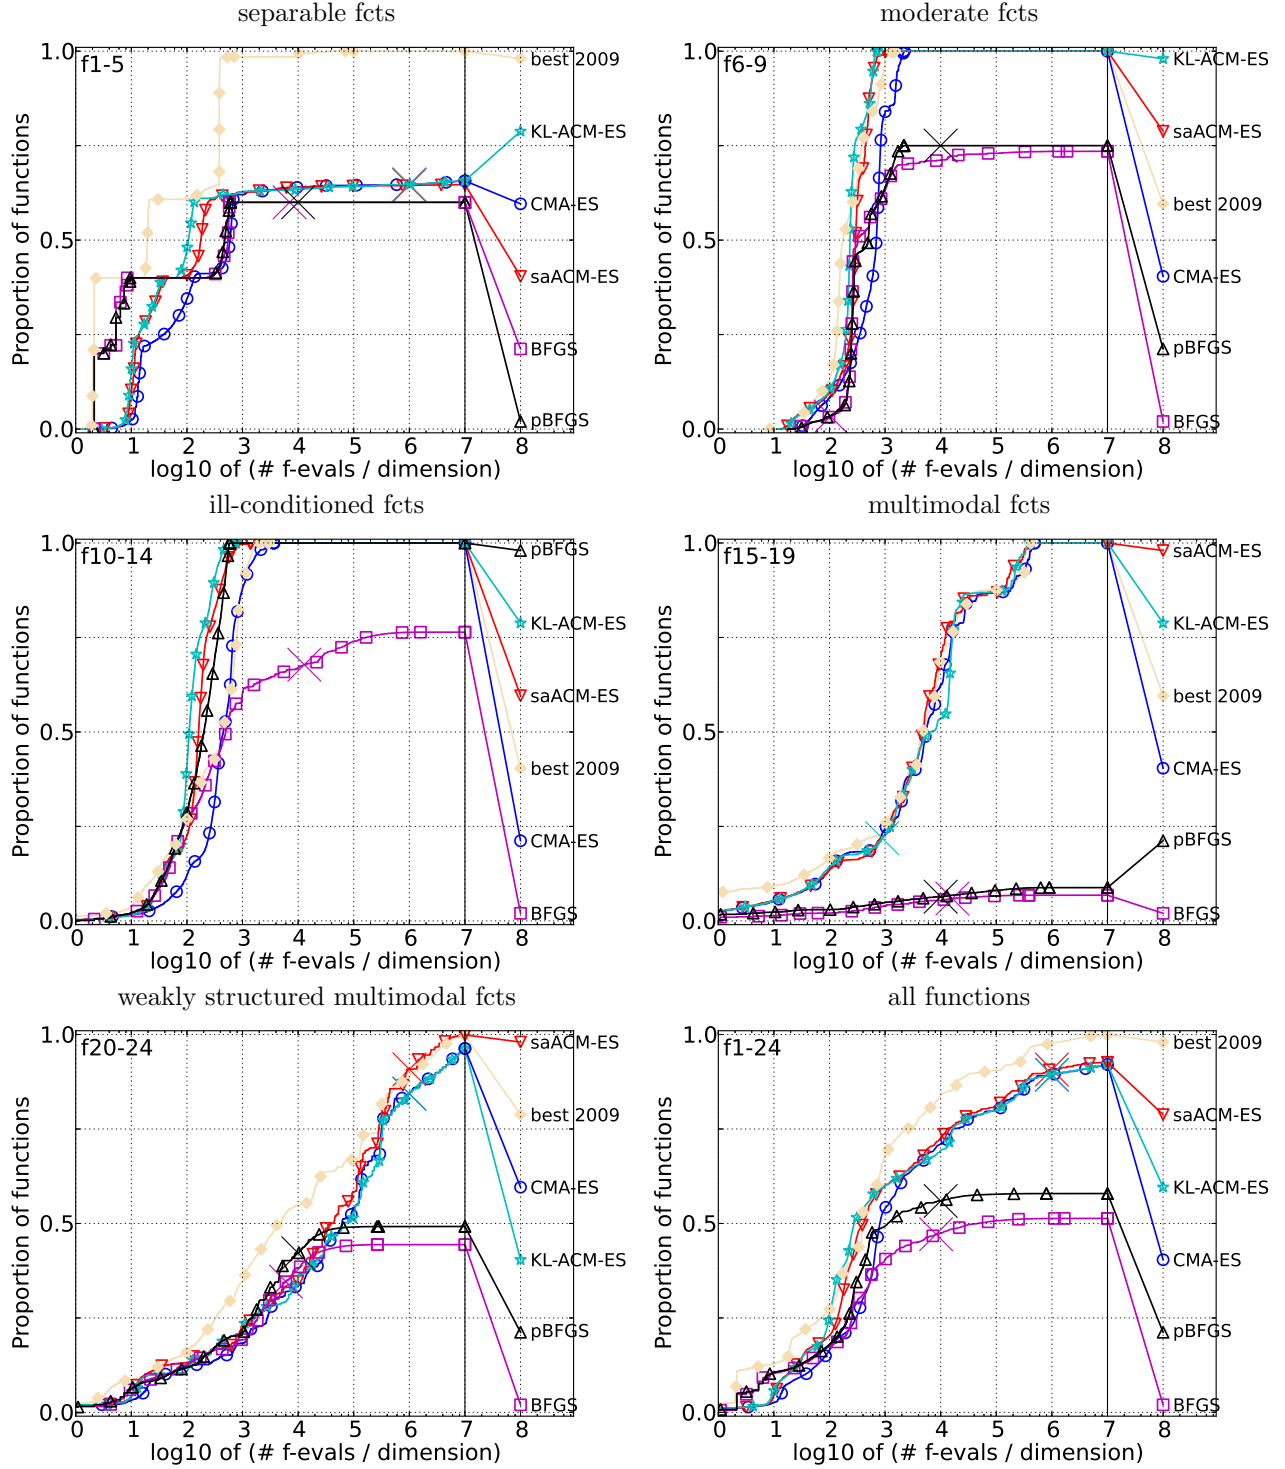 separable fcts
f1-5
1.0
0.5
0.0
Proportion of functions
0 1 2 3 4 5 6 7 8
log10 of (# f-evals / dimension)
best 2009
KL-ACM-ES
CMA-ES
saACM-ES
BFGS
pBFGS
moderate fcts
f6-9
1.0
0.5
0.0
Proportion of functions
0 1 2 3 4 5 6 7 8
log10 of (# f-evals / dimension)
KL-ACM-ES
saACM-ES
best 2009
CMA-ES
pBFGS
BFGS
ill-conditioned fcts
f10-14
1.0
0.5
0.0
Proportion of functions
0 1 2 3 4 5 6 7 8
log10 of (# f-evals / dimension)
pBFGS
KL-ACM-ES
saACM-ES
best 2009
CMA-ES
BFGS
multimodal fcts
f15-19
1.0
0.5
0.0
Proportion of functions
0 1 2 3 4 5 6 7 8
log10 of (# f-evals / dimension)
saACM-ES
KL-ACM-ES
best 2009
CMA-ES
pBFGS
BFGS
weakly structured multimodal fcts
f20-24
1.0
0.5
0.0
Proportion of functions
0 1 2 3 4 5 6 7 8
log10 of (# f-evals / dimension)
saACM-ES
best 2009
CMA-ES
KL-ACM-ES
pBFGS
BFGS
all functions
f1-24
1.0
0.5
0.0
Proportion of functions
0 1 2 3 4 5 6 7 8
log10 of (# f-evals / dimension)
best 2009
saACM-ES
KL-ACM-ES
CMA-ES
pBFGS
BFGS